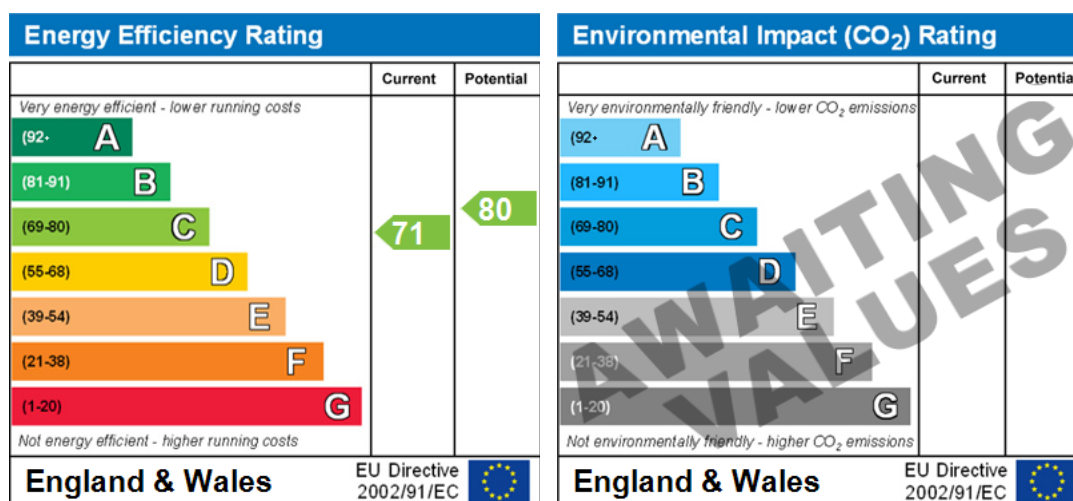 Energy Efficiency Rating
Current Potential
Very energy efficient - lower running costs
(92+ A
(81-91) B
(69-80) C
(55-68) D
(39-54) E
(21-38) F
(1-20) G
71
80
Not energy efficient - higher running costs
England & Wales
EU Directive
2002/91/EC
Environmental Impact (CO₂) Rating
Current Potentia
Very environmentally friendly - lower CO₂ emissions
(92+ A
(81-91) B
(69-80) C
(55-68) D
(39-54) E
(21-38) F
(1-20) G
AWAITING
VALUES
Not environmentally friendly - higher CO₂ emissions
England & Wales
EU Directive
2002/91/EC